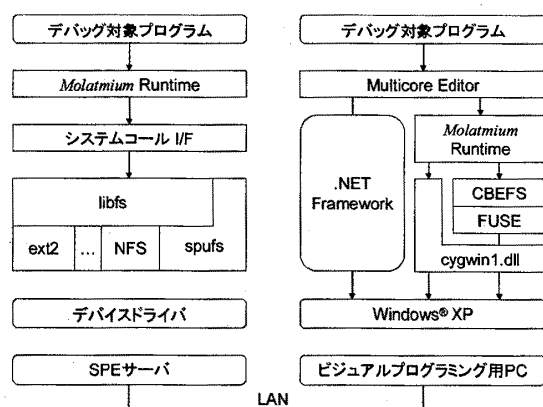 デバッグ対象プログラム
Molatmium Runtime
システムコール I/F
libfs
ext2
...
NFS
spufs
デバイスドライバ
SPEサーバ
デバッグ対象プログラム
Multicore Editor
.NET
Framework
Molatmium
Runtime
CBEFS
FUSE
cygwin1.dll
Windows® XP
ビジュアルプログラミング用PC
LAN